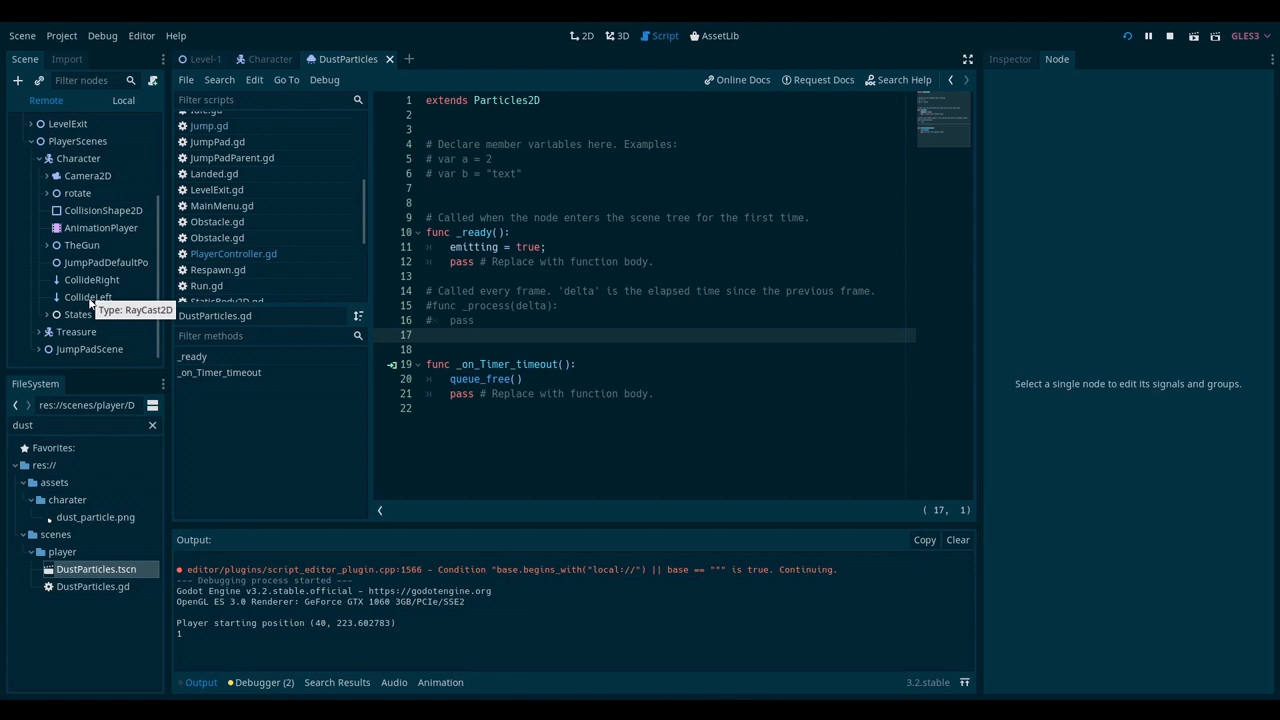 Scene Project Debug Editor Help
2D 3D Script AssetLib
GLES3
Scene Import
Filter nodes
Remote Local
LevelExit
PlayerScenes
Character
Camera2D
rotate
CollisionShape2D
AnimationPlayer
TheGun
JumpPadDefaultPo
CollideRight
CollideLeft
Type: RayCast2D
States
Treasure
JumpPadScene
FileSystem
res://scenes/player/D
dust
Favorites:
res://
assets
charater
dust_particle.png
scenes
player
DustParticles.tscn
DustParticles.gd
Level-1 Character DustParticles
File Search Edit Go To Debug
Online Docs Request Docs Search Help
Filter scripts
Idle.gd
Jump.gd
JumpPad.gd
JumpPadParent.gd
Landed.gd
LevelExit.gd
MainMenu.gd
Obstacle.gd
Obstacle.gd
PlayerController.gd
Respawn.gd
Run.gd
StaticBody2D.gd
DustParticles.gd
Filter methods
_ready
_on_Timer_timeout
1 extends Particles2D
2
3
4 # Declare member variables here. Examples:
5 # var a = 2
6 # var b = "text"
7
8
9 # Called when the node enters the scene tree for the first time.
10 func _ready():
11 emitting = true;
12 pass # Replace with function body.
13
14 # Called every frame. 'delta' is the elapsed time since the previous frame.
15 #func _process(delta):
16 # pass
17
18
19 func _on_Timer_timeout():
20 queue_free()
21 pass # Replace with function body.
22
( 17, 1)
Output:
Copy Clear
editor/plugins/script_editor_plugin.cpp:1566 - Condition "base.begins_with("local://") || base == """ is true. Continuing.
--- Debugging process started ---
Godot Engine v3.2.stable.official - https://godotengine.org
OpenGL ES 3.0 Renderer: GeForce GTX 1060 3GB/PCIe/SSE2
Player starting position (40, 223.602783)
1
Output Debugger (2) Search Results Audio Animation
3.2.stable
Inspector Node
Select a single node to edit its signals and groups.